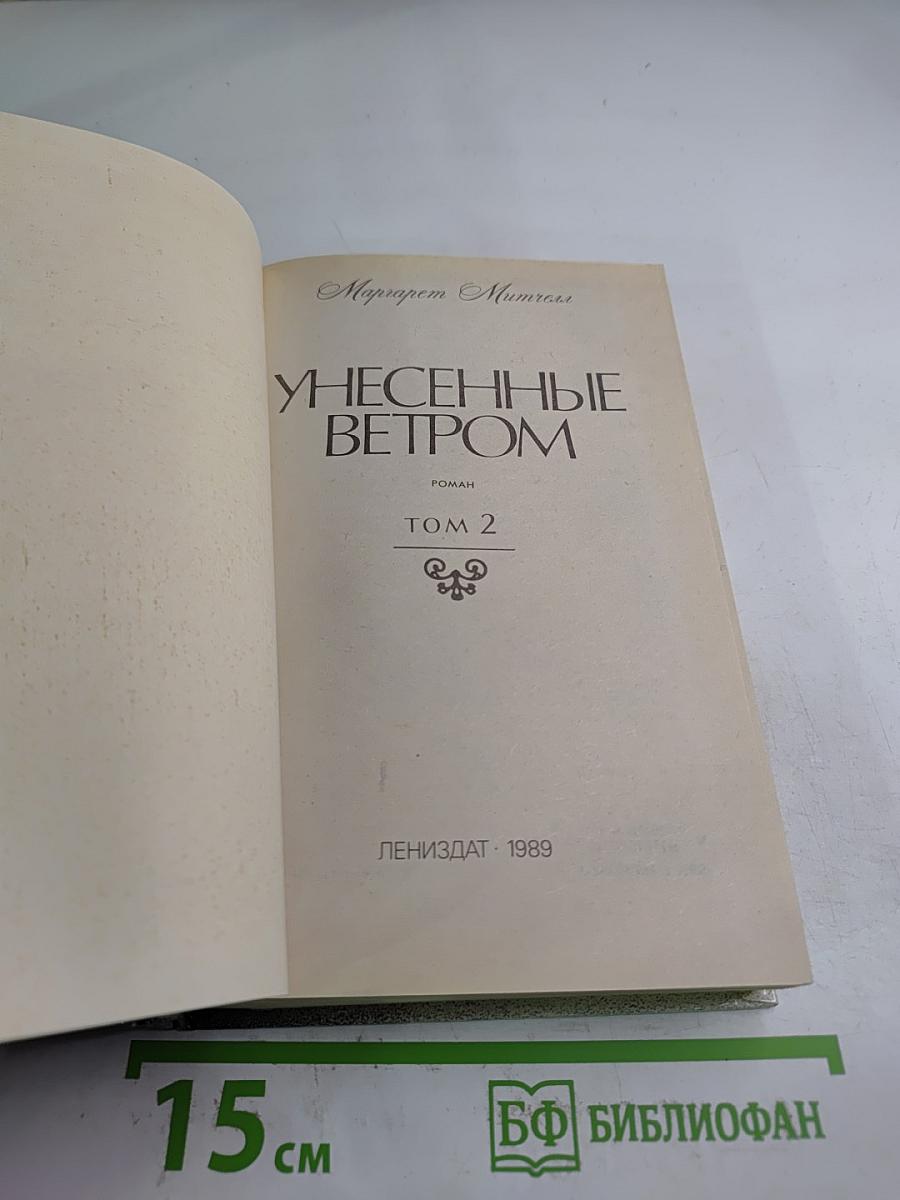 Маргарет Митчелл
УНЕСЕННЫЕ
ВЕТРОМ
РОМАН
ТОМ 2
ЛЕНИЗДАТ · 1989
15 см
БФ БИБЛИОФАН